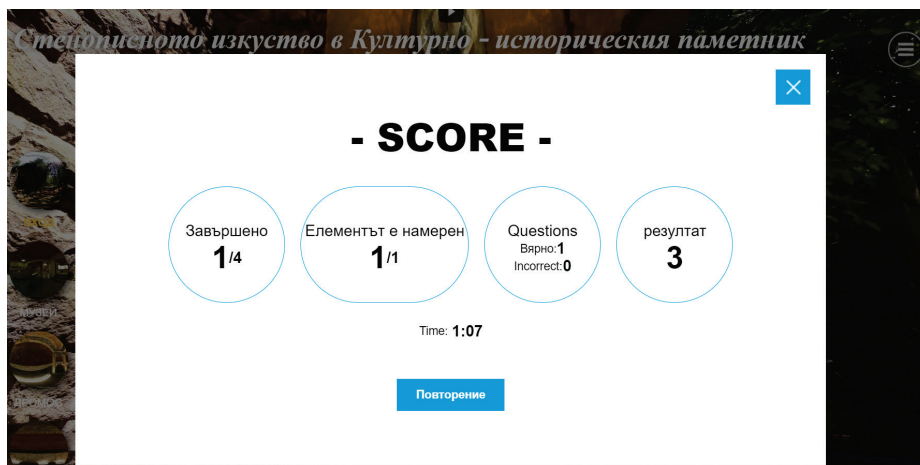 Стенописното изкуство в Културно - историческия паметник
- SCORE -
Завършено
1/4
Елементът е намерен
1/1
Questions
Вярно:1
Incorrect:0
резултат
3
МУЗЕЙ
Time: 1:07
Повторение
ДРОМОС